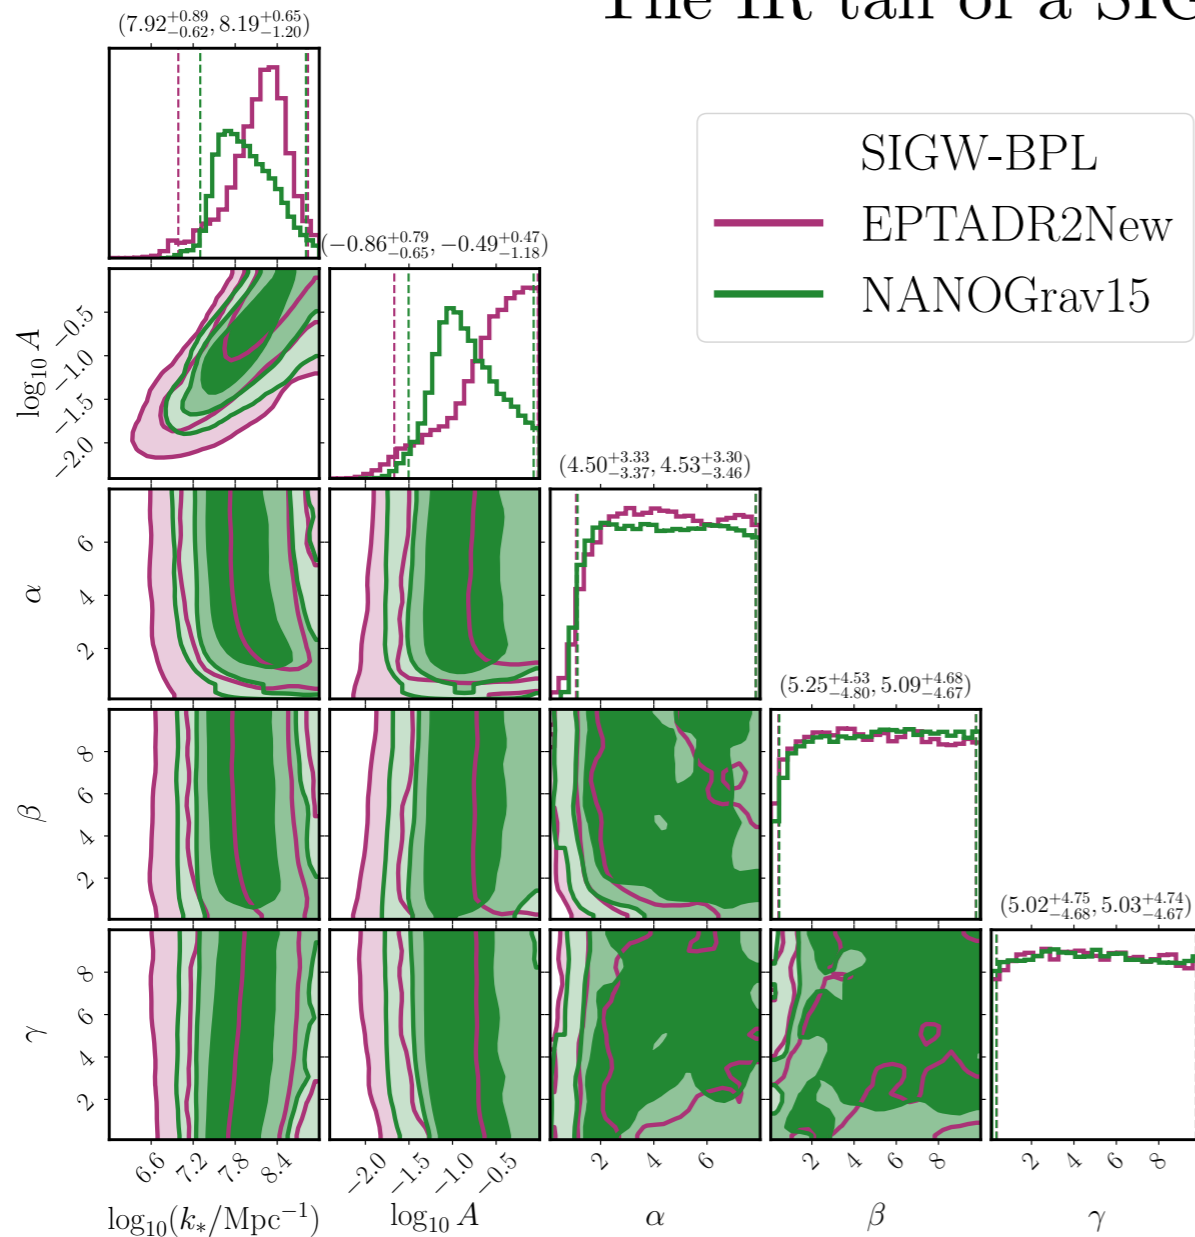 The IR tail of a SIG
(7.92^{+0.89}_{-0.62}, 8.19^{+0.65}_{-1.20})
SIGW-BPL
EPTADR2New
NANOGrav15
(−0.86^{+0.79}_{-0.65}, −0.49^{+0.47}_{-1.18})
log₁₀ A
−0.5
−1.0
−1.5
−2.0
(4.50^{+3.33}_{-3.37}, 4.53^{+3.30}_{-3.46})
α
6
4
2
(5.25^{+4.53}_{-4.80}, 5.09^{+4.68}_{-4.67})
β
8
6
4
2
(5.02^{+4.75}_{-4.68}, 5.03^{+4.74}_{-4.67})
γ
8
6
4
2
6.6 7.2 7.8 8.4 −2.0 −1.5 −1.0 −0.5 2 4 6 2 4 6 8 2 4 6 8
log₁₀(k_*/Mpc⁻¹) log₁₀ A α β γ